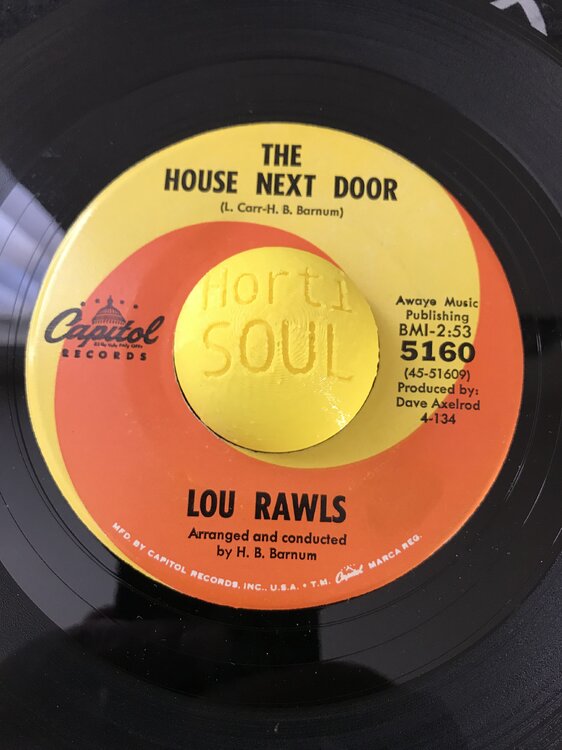 THE
HOUSE NEXT DOOR
(L. Carr-H. B. Barnum)
Horti
SOUL
Capitol
RECORDS
Awaye Music
Publishing
BMI-2:53
5160
(45-51609)
Produced by:
Dave Axelrod
4-134
LOU RAWLS
Arranged and conducted
by H. B. Barnum
MFD. BY CAPITOL RECORDS, INC., U.S.A. • T.M. Capitol MARCA REG.